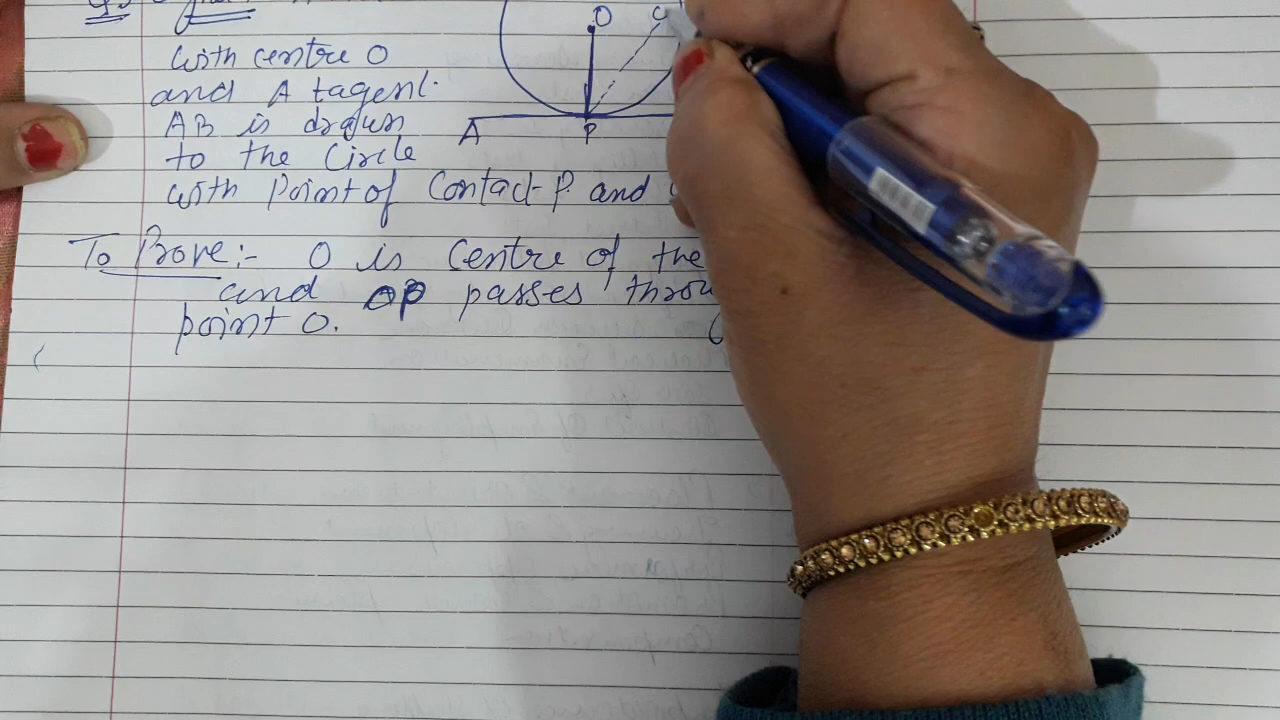 with centre O
and A tagent.
AB is drawn
to the Circle
with Point of Contact P and
To Prove:- O is Centre of the
and OP passes throu
point O.
O
A
P